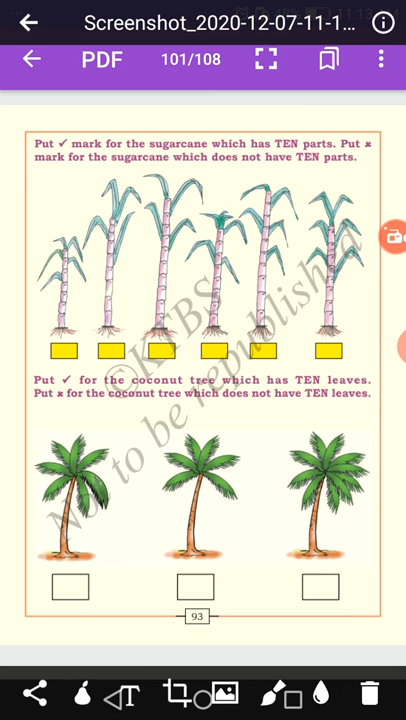 Screenshot_2020-12-07-11-1...
PDF
101/108
Put ✓ mark for the sugarcane which has TEN parts. Put ×
mark for the sugarcane which does not have TEN parts.
©KTBS
Not to be republished
Put ✓ for the coconut tree which has TEN leaves.
Put × for the coconut tree which does not have TEN leaves.
93
T